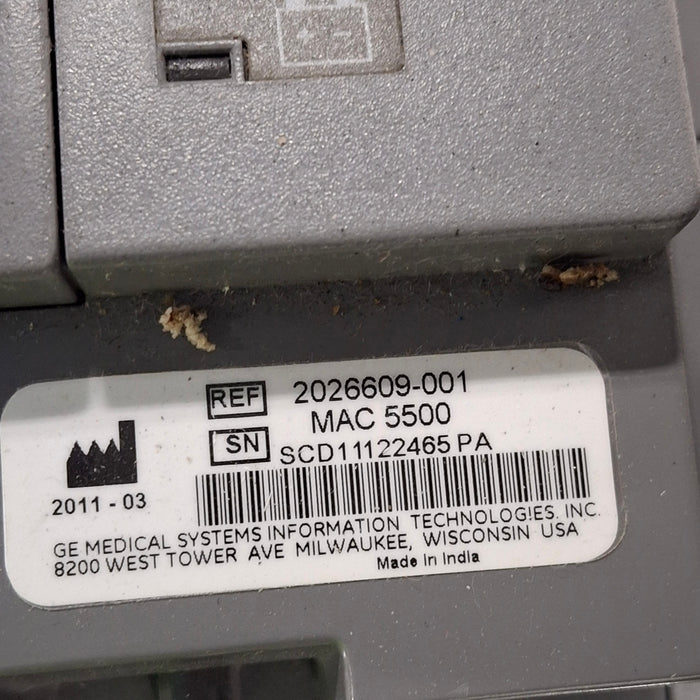 REF 2026609-001
MAC 5500
SN SCD11122465 PA
2011 - 03
GE MEDICAL SYSTEMS INFORMATION TECHNOLOGIES, INC.
8200 WEST TOWER AVE MILWAUKEE, WISCONSIN USA
Made in India